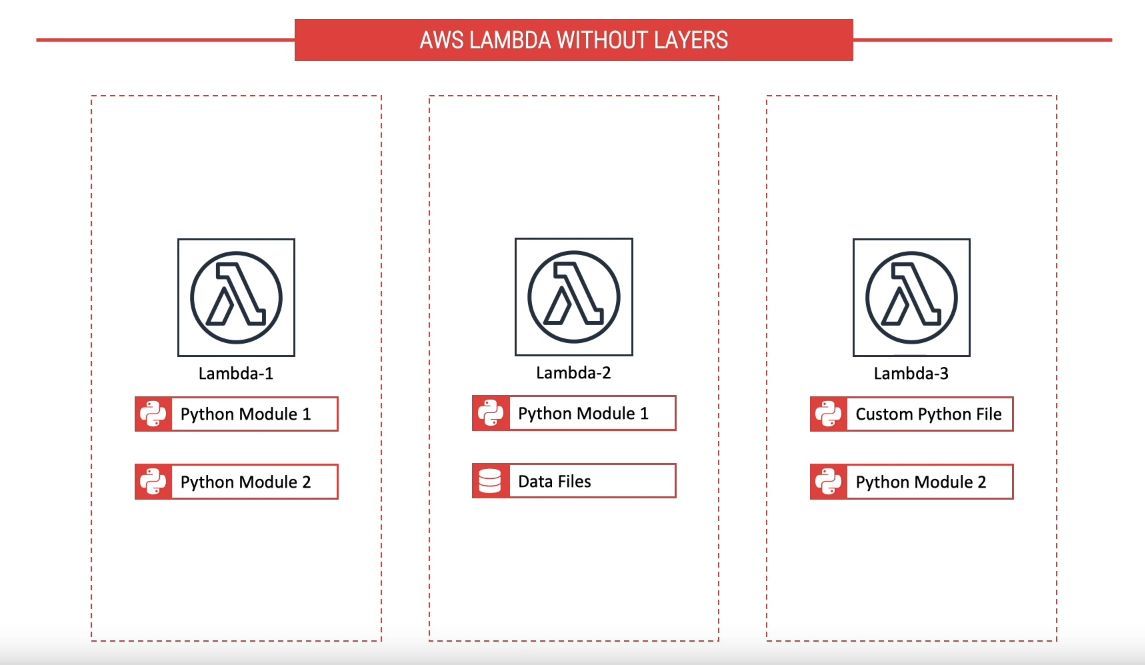 AWS LAMBDA WITHOUT LAYERS
Lambda-1
Python Module 1
Python Module 2
Lambda-2
Python Module 1
Data Files
Lambda-3
Custom Python File
Python Module 2